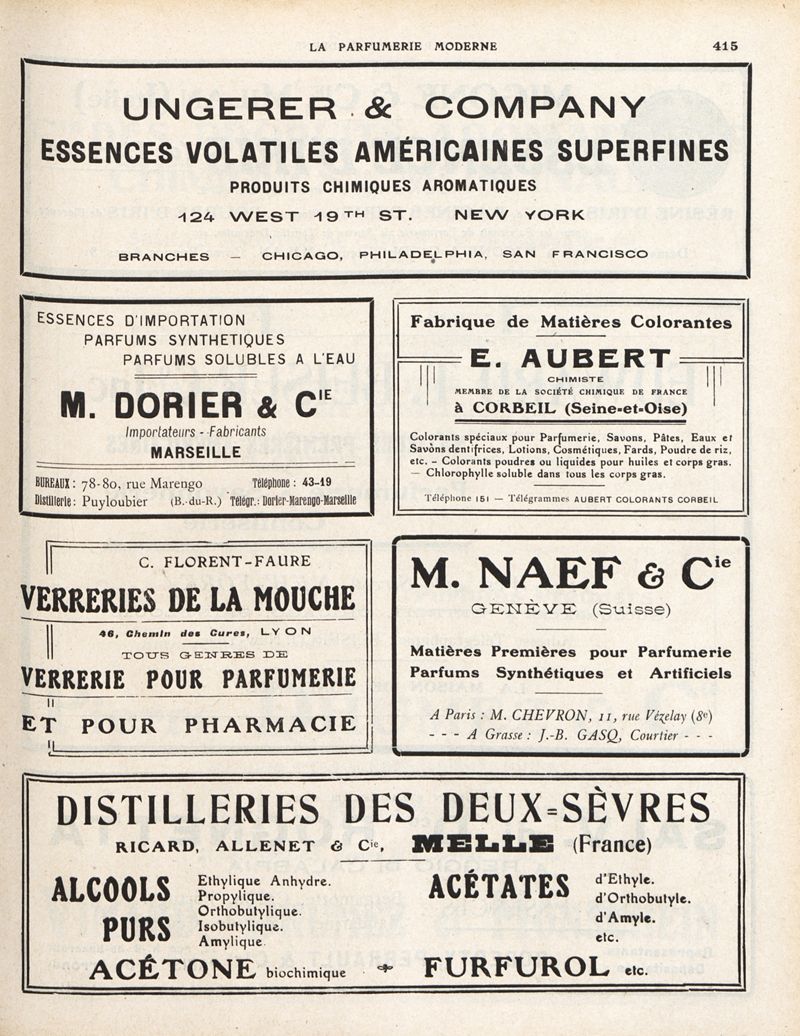 LA PARFUMERIE MODERNE 415
UNGERER & COMPANY
ESSENCES VOLATILES AMÉRICAINES SUPERFINES
PRODUITS CHIMIQUES AROMATIQUES
124 WEST 19TH ST. NEW YORK
BRANCHES — CHICAGO, PHILADELPHIA, SAN FRANCISCO
ESSENCES D'IMPORTATION
PARFUMS SYNTHETIQUES
PARFUMS SOLUBLES A L'EAU
M. DORIER & CIE
Importateurs - Fabricants
MARSEILLE
BUREAUX : 78-80, rue Marengo Téléphone : 43-19
Distillerie : Puyloubier (B.-du-R.) Télégr. : Dorier-Marengo-Marseille
Fabrique de Matières Colorantes
E. AUBERT
CHIMISTE
MEMBRE DE LA SOCIÉTÉ CHIMIQUE DE FRANCE
à CORBEIL (Seine-et-Oise)
Colorants spéciaux pour Parfumerie, Savons, Pâtes, Eaux et
Savons dentifrices, Lotions, Cosmétiques, Fards, Poudre de riz,
etc. – Colorants poudres ou liquides pour huiles et corps gras.
— Chlorophylle soluble dans tous les corps gras.
Téléphone 151 — Télégrammes AUBERT COLORANTS CORBEIL
C. FLORENT-FAURE
VERRERIES DE LA MOUCHE
46, Chemin des Cures, LYON
TOUS GENRES DE
VERRERIE POUR PARFUMERIE
ET POUR PHARMACIE
M. NAEF & Cie
GENÈVE (Suisse)
Matières Premières pour Parfumerie
Parfums Synthétiques et Artificiels
A Paris : M. CHEVRON, 11, rue Vézelay (8e)
- - - A Grasse : J.-B. GASQ, Courtier - - -
DISTILLERIES DES DEUX=SÈVRES
RICARD, ALLENET & Cie, MELLE (France)
ALCOOLS PURS
Ethylique Anhydre.
Propylique.
Orthobutylique.
Isobutylique.
Amylique
ACÉTATES
d'Ethyle.
d'Orthobutyle.
d'Amyle.
etc.
ACÉTONE biochimique FURFUROL etc.